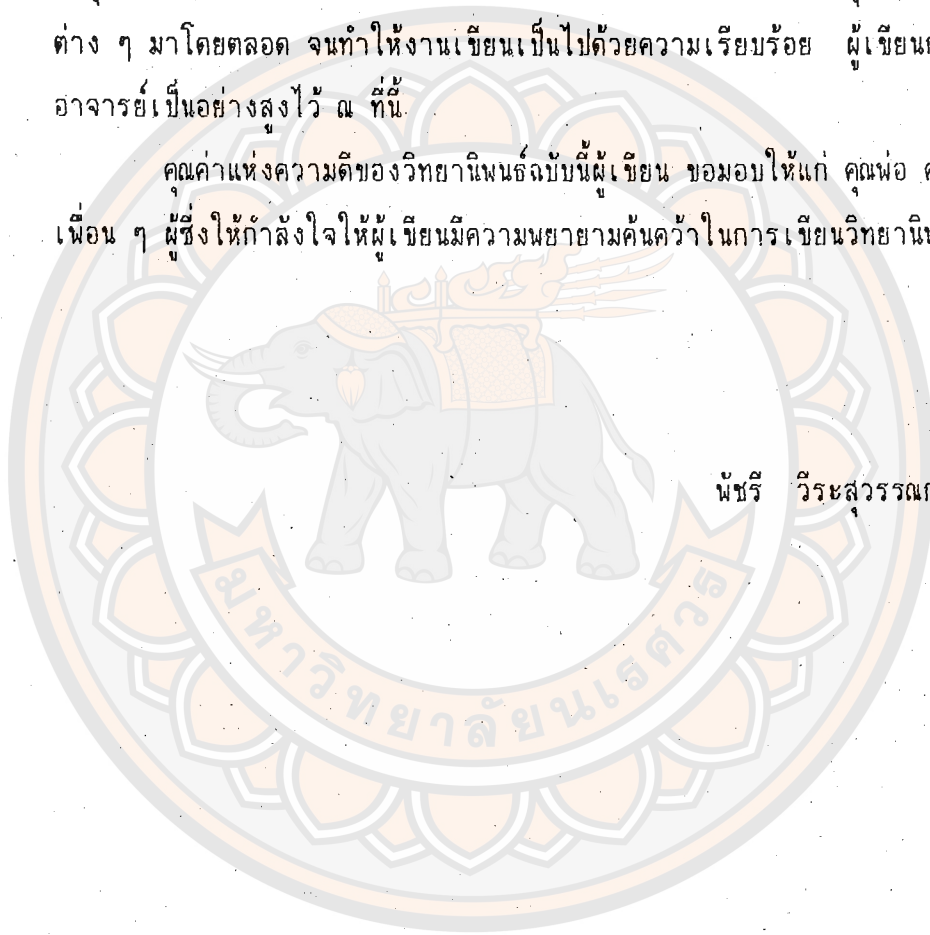 ต่าง ๆ มาโดยตลอด จนทำให้งานเขียนเป็นไปด้วยความเรียบร้อย ผู้เขียน
อาจารย์เป็นอย่างสูงไว้ ณ ที่นี้
คุณค่าแห่งความดีของวิทยานิพนธ์ฉบับนี้ผู้เขียน ขอมอบให้แก่ คุณพ่อ
เพื่อน ๆ ผู้ซึ่งให้กำลังใจให้ผู้เขียนมีความพยายามค้นคว้าในการเขียนวิทยานิ
พัชรี วีระสุวรรณ
มหาวิทยาลัยนเรศวร